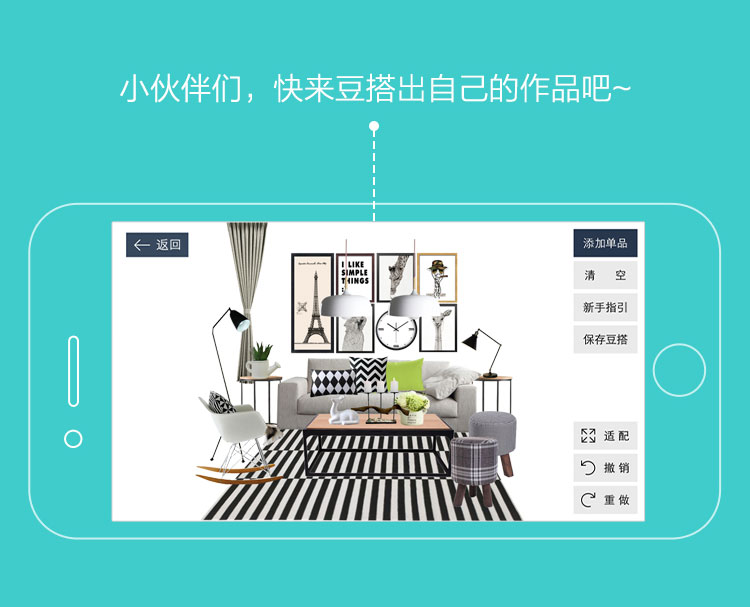 小伙伴们，快来豆搭出自己的作品吧~
返回
添加单品
清 空
新手指引
保存豆搭
I LIKE
SIMPLE
THINGS
适 配
撤 销
重 做